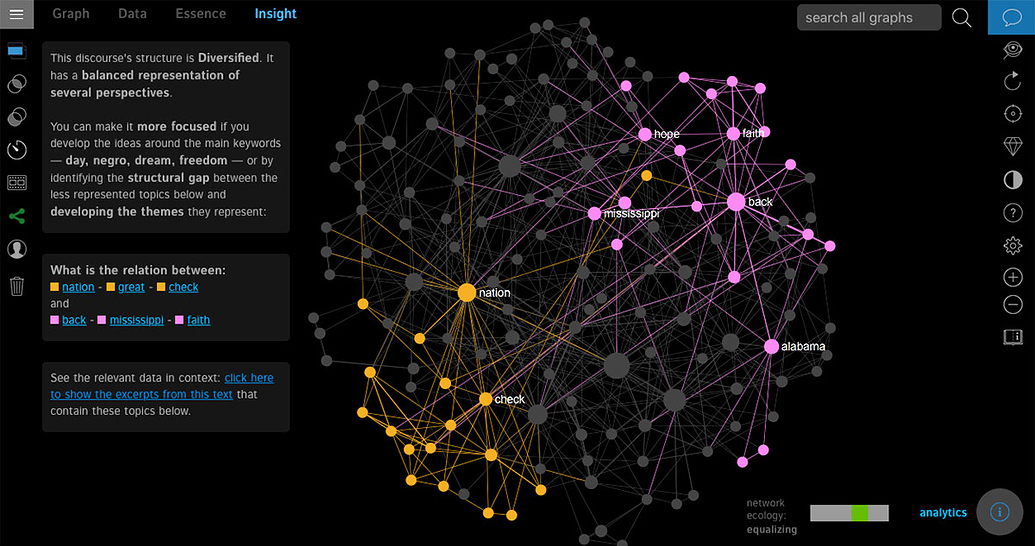 Graph Data Essence Insight
search all graphs
This discourse's structure is Diversified. It
has a balanced representation of
several perspectives.
You can make it more focused if you
develop the ideas around the main keywords
— day, negro, dream, freedom — or by
identifying the structural gap between the
less represented topics below and
developing the themes they represent:
What is the relation between:
nation - great - check
and
back - mississippi - faith
See the relevant data in context: click here
to show the excerpts from this text that
contain these topics below.
hope
faith
back
mississippi
nation
alabama
check
network
ecology:
equalizing
analytics